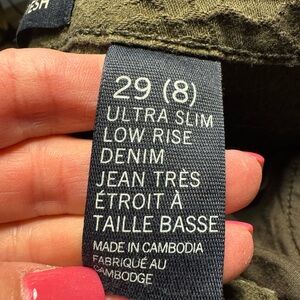 29 (8)
ULTRA SLIM
LOW RISE
DENIM
JEAN TRÈS
ÉTROIT À
TAILLE BASSE
MADE IN CAMBODIA
FABRIQUÉ AU
CAMBODGE